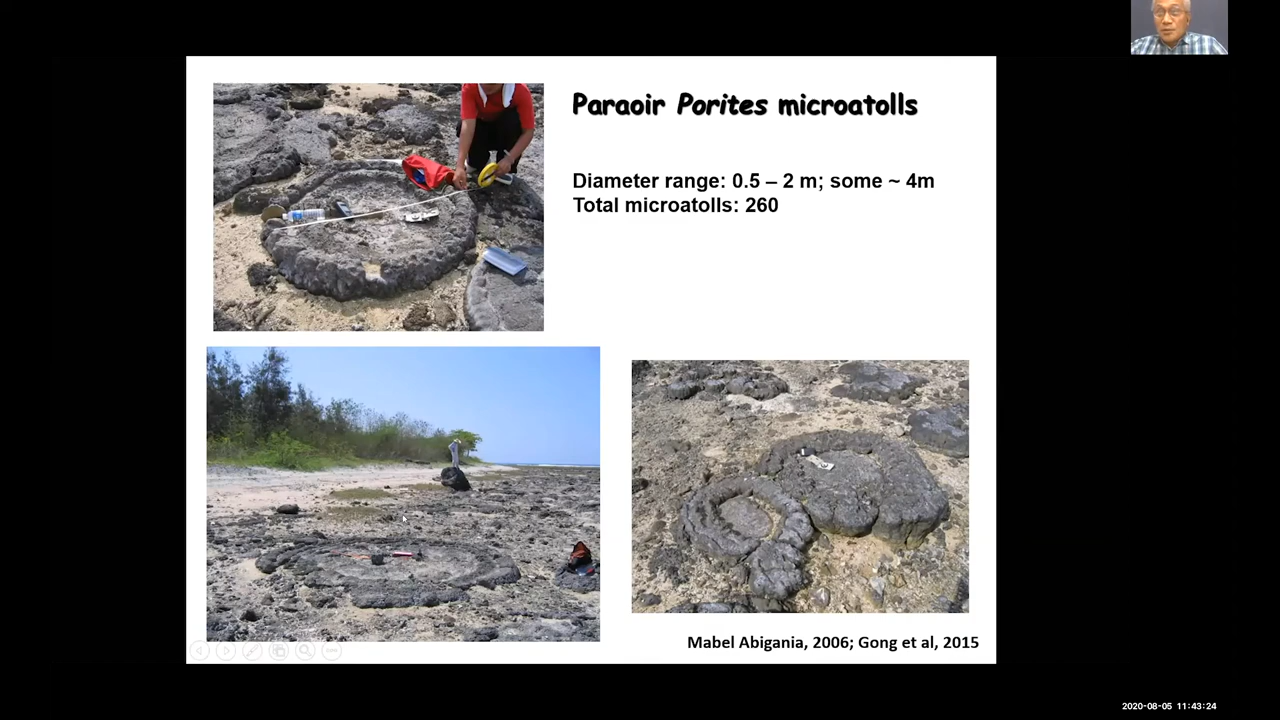 Paraoir Porites microatolls
Diameter range: 0.5 – 2 m; some ~ 4m
Total microatolls: 260
Mabel Abigania, 2006; Gong et al, 2015
2020-08-05 11:43:24